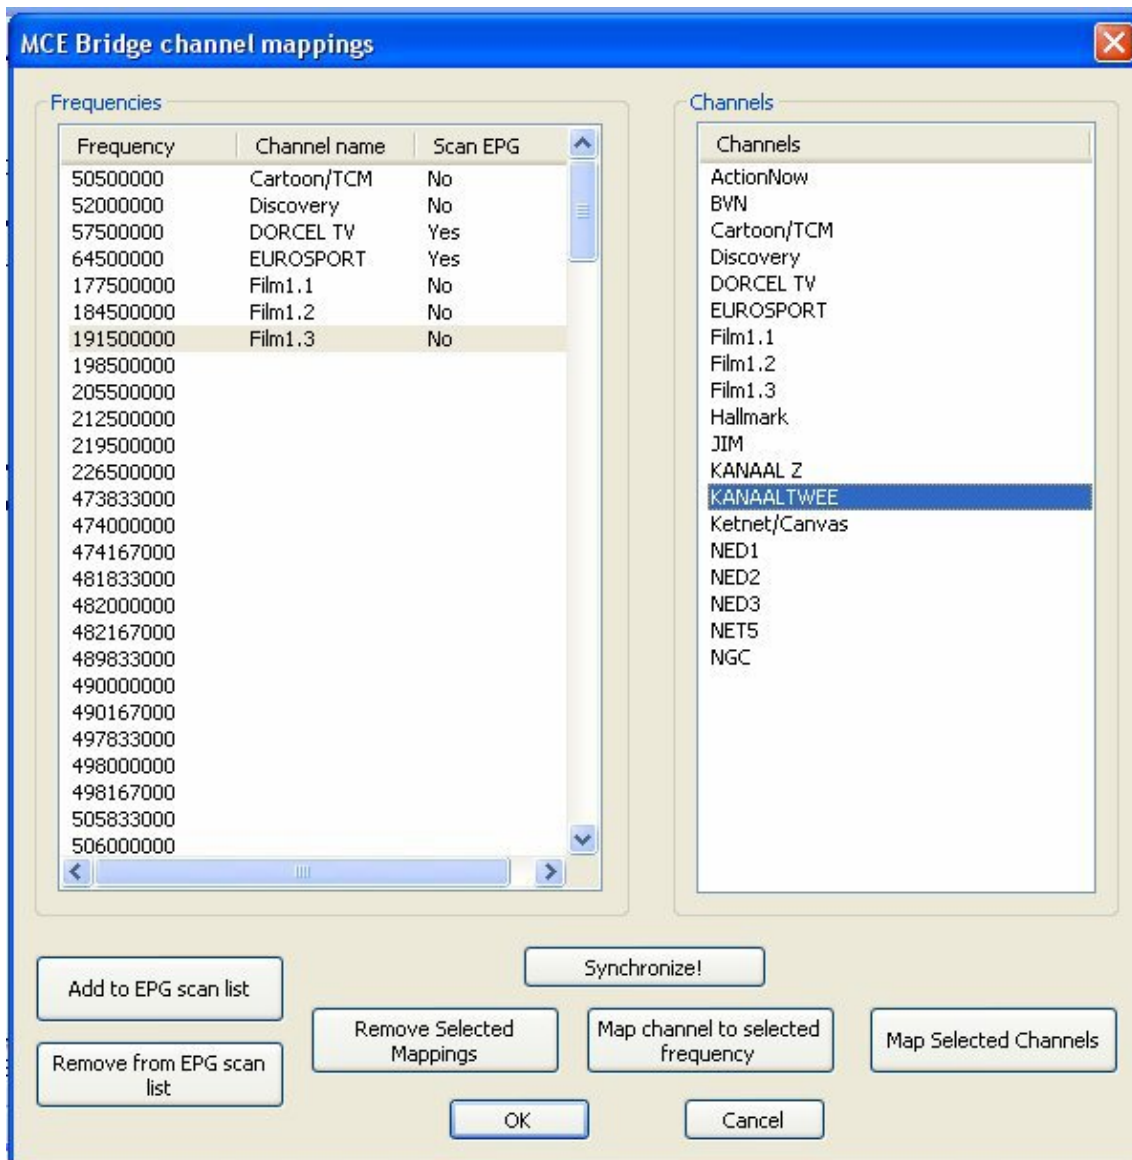 MCE Bridge channel mappings
Frequencies
Frequency Channel name Scan EPG
50500000 Cartoon/TCM No
52000000 Discovery No
57500000 DORCEL TV Yes
64500000 EUROSPORT Yes
177500000 Film1.1 No
184500000 Film1.2 No
191500000 Film1.3 No
198500000
205500000
212500000
219500000
226500000
473833000
474000000
474167000
481833000
482000000
482167000
489833000
490000000
490167000
497833000
498000000
498167000
505833000
506000000
Channels
Channels
ActionNow
BVN
Cartoon/TCM
Discovery
DORCEL TV
EUROSPORT
Film1.1
Film1.2
Film1.3
Hallmark
JIM
KANAAL Z
KANAALTWEE
Ketnet/Canvas
NED1
NED2
NED3
NET5
NGC
Add to EPG scan list
Remove from EPG scan
list
Synchronize!
Remove Selected
Mappings
Map channel to selected
frequency
Map Selected Channels
OK
Cancel